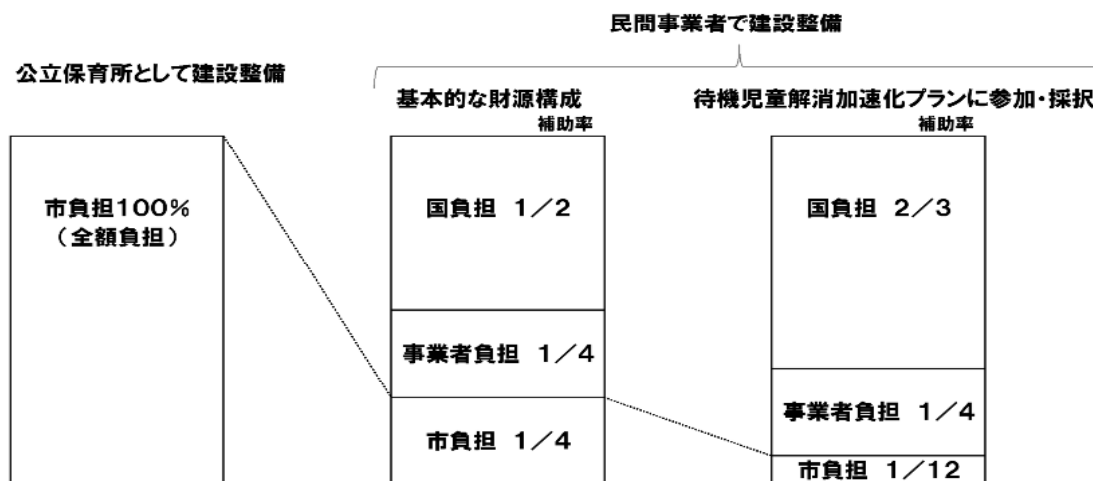 民間事業者で建設整備
公立保育所として建設整備
基本的な財源構成
補助率
待機児童解消加速化プランに参加・採択
補助率
市負担100%
（全額負担）
国負担 1／2
事業者負担 1／4
市負担 1／4
国負担 2／3
事業者負担 1／4
市負担 1／12